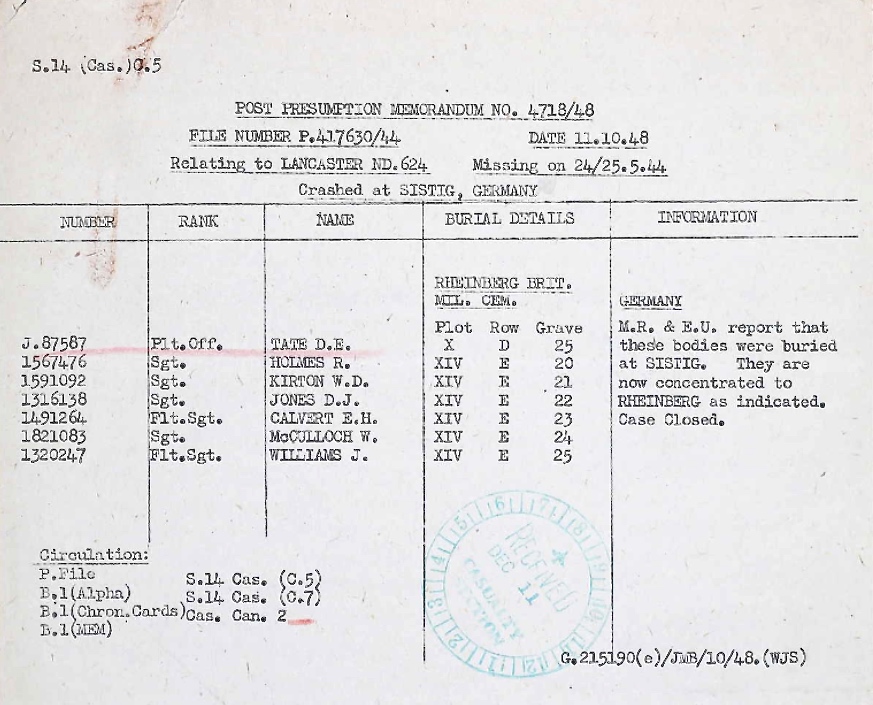 S.14 (Cas.)C.5
POST PRESUMPTION MEMORANDUM NO. 4718/48
FILE NUMBER P.417630/44 DATE 11.10.48
Relating to LANCASTER ND.624 Missing on 24/25.5.44
Crashed at SISTIG, GERMANY
NUMBER RANK NAME BURIAL DETAILS INFORMATION
RHEINBERG BRIT.
MIL. CEM. GERMANY
Plot Row Grave M.R. & E.U. report that
J.87587 Plt.Off. TATE D.E. X D 25 these bodies were buried
1567476 Sgt. HOLMES R. XIV E 20 at SISTIG. They are
1591092 Sgt. KIRTON W.D. XIV E 21 now concentrated to
1316138 Sgt. JONES D.J. XIV E 22 RHEINBERG as indicated.
1491264 Flt.Sgt. CALVERT E.H. XIV E 23 Case Closed.
1821083 Sgt. McCULLOCH W. XIV E 24
1320247 Flt.Sgt. WILLIAMS J. XIV E 25
Circulation:
P.File S.14 Cas. (C.5)
B.1(Alpha) S.14 Cas. (C.7)
B.1(Chron.Cards) Cas. Can. 2
B.1(MEM)
RECEIVED
DEC 11
CASUALTY
SECTION
G.215190(e)/JMB/10/48.(WJS)